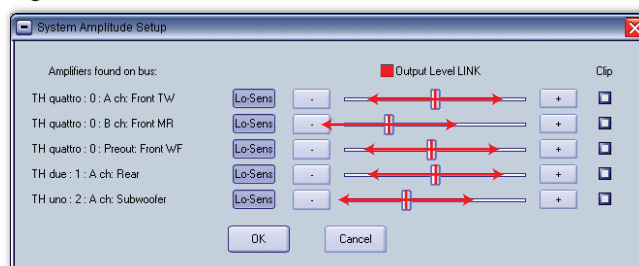 System Amplitude Setup
Amplifiers found on bus: Output Level LINK Clip
TH quattro : 0 : A ch: Front TW Lo-Sens - +
TH quattro : 0 : B ch: Front MR Lo-Sens - +
TH quattro : 0 : Preout: Front WF Lo-Sens - +
TH due : 1 : A ch: Rear Lo-Sens - +
TH uno : 2 : A ch: Subwoofer Lo-Sens - +
OK Cancel